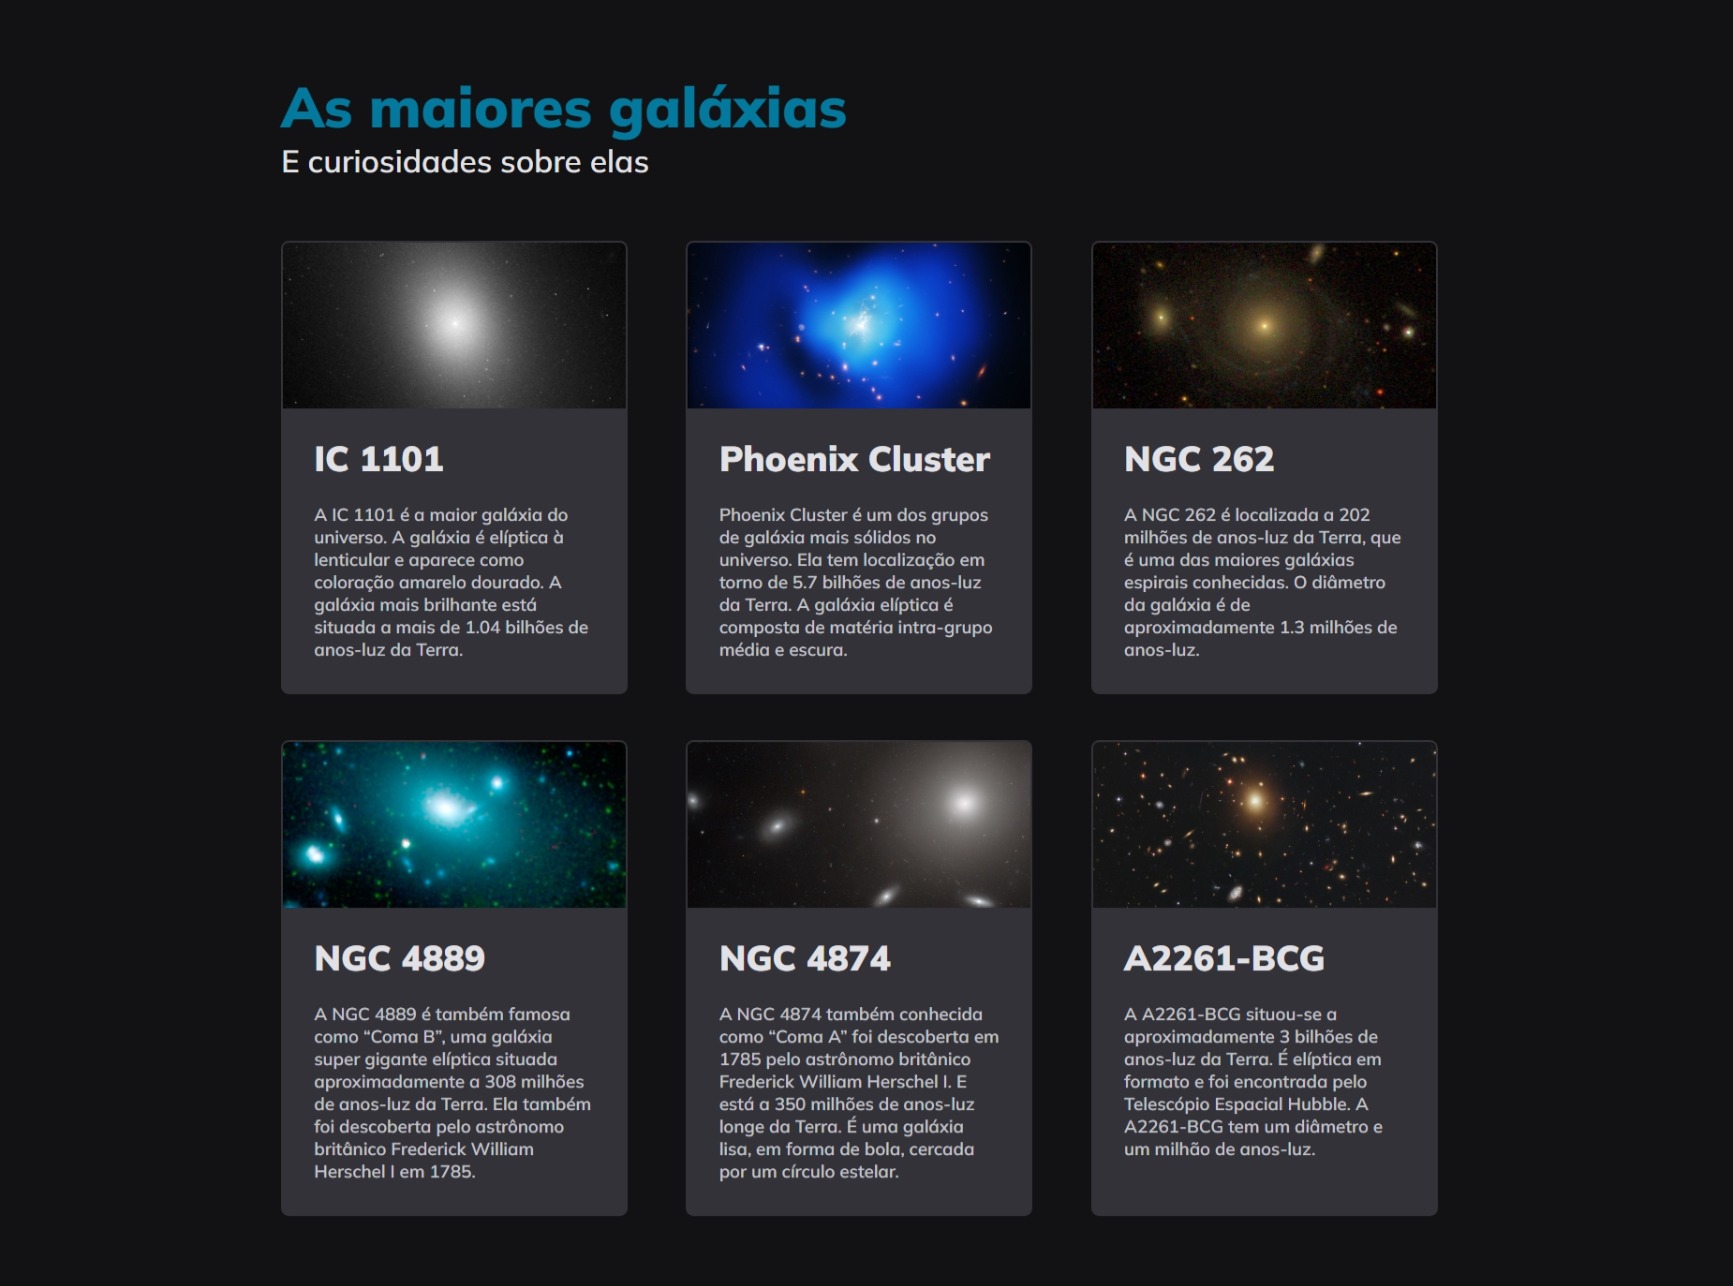 As maiores galáxias
E curiosidades sobre elas
IC 1101
A IC 1101 é a maior galáxia do
universo. A galáxia é elíptica à
lenticular e aparece como
coloração amarelo dourado. A
galáxia mais brilhante está
situada a mais de 1.04 bilhões de
anos-luz da Terra.
Phoenix Cluster
Phoenix Cluster é um dos grupos
de galáxia mais sólidos no
universo. Ela tem localização em
torno de 5.7 bilhões de anos-luz
da Terra. A galáxia elíptica é
composta de matéria intra-grupo
média e escura.
NGC 262
A NGC 262 é localizada a 202
milhões de anos-luz da Terra, que
é uma das maiores galáxias
espirais conhecidas. O diâmetro
da galáxia é de
aproximadamente 1.3 milhões de
anos-luz.
NGC 4889
A NGC 4889 é também famosa
como “Coma B”, uma galáxia
super gigante elíptica situada
aproximadamente a 308 milhões
de anos-luz da Terra. Ela também
foi descoberta pelo astrônomo
britânico Frederick William
Herschel I em 1785.
NGC 4874
A NGC 4874 também conhecida
como “Coma A” foi descoberta em
1785 pelo astrônomo britânico
Frederick William Herschel I. E
está a 350 milhões de anos-luz
longe da Terra. É uma galáxia
lisa, em forma de bola, cercada
por um círculo estelar.
A2261-BCG
A A2261-BCG situou-se a
aproximadamente 3 bilhões de
anos-luz da Terra. É elíptica em
formato e foi encontrada pelo
Telescópio Espacial Hubble. A
A2261-BCG tem um diâmetro e
um milhão de anos-luz.